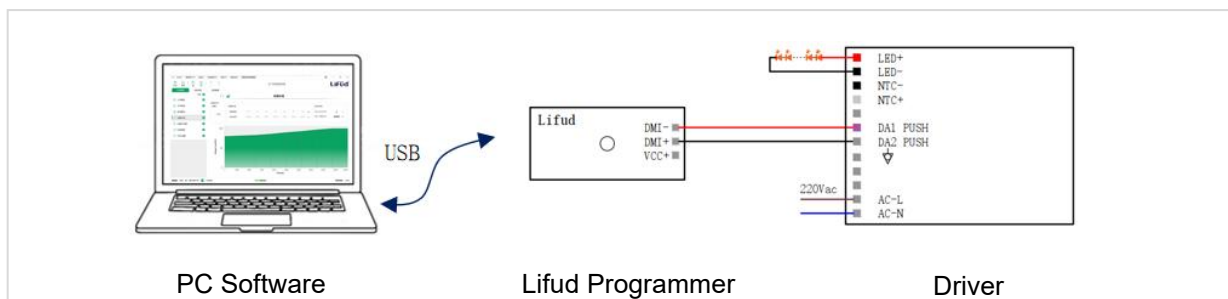 Lifud
USB
Lifud
DMI-
DMI+
VCC+
LED+
LED-
NTC-
NTC+
DA1 PUSH
DA2 PUSH
220Vac
AC-L
AC-N
PC Software
Lifud Programmer
Driver